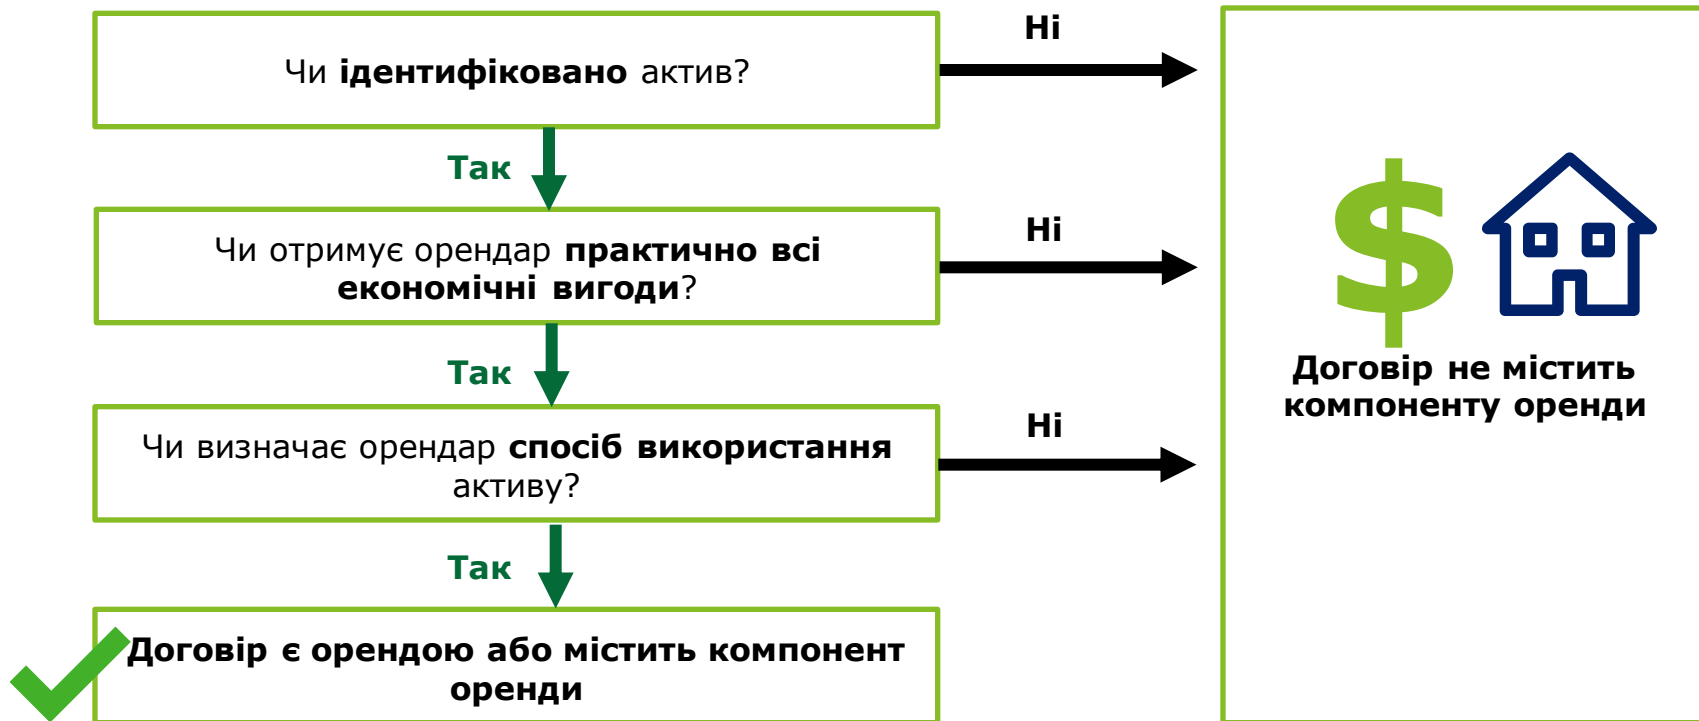 Чи ідентифіковано актив?
Ні
Так
Чи отримує орендар практично всі
економічні вигоди?
Ні
Так
Чи визначає орендар спосіб використання
активу?
Ні
Так
Договір є орендою або містить компонент
оренди
$
Договір не містить
компоненту оренди